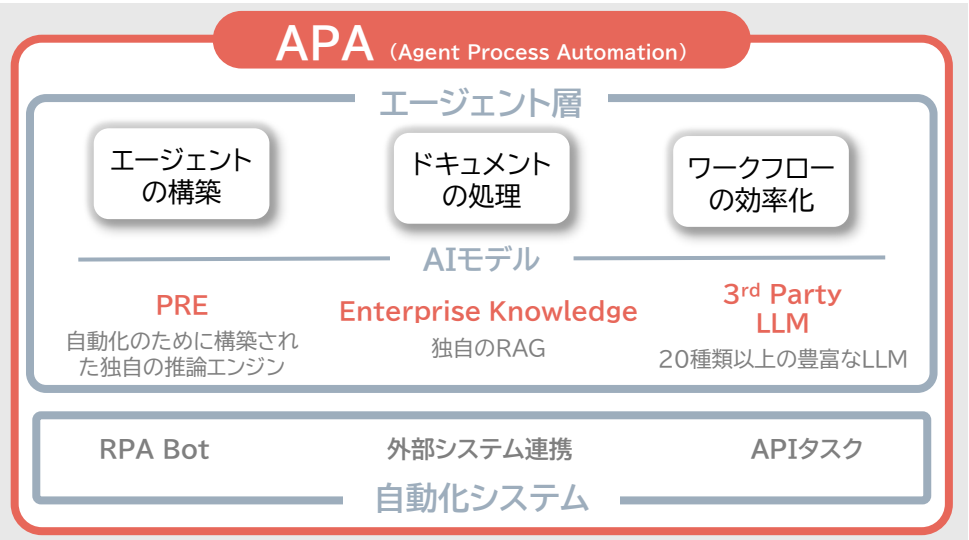 APA（Agent Process Automation）
エージェント層
エージェント
の構築
ドキュメント
の処理
ワークフロー
の効率化
AIモデル
PRE
自動化のために構築され
た独自の推論エンジン
Enterprise Knowledge
独自のRAG
3rd Party
LLM
20種類以上の豊富なLLM
RPA Bot
外部システム連携
APIタスク
自動化システム